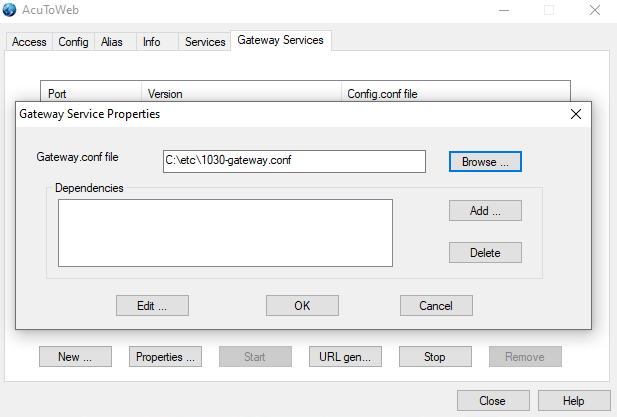 AcuToWeb
Access Config Alias Info Services Gateway Services
Port Version Config.conf file
Gateway Service Properties
Gateway.conf file C:\etc\1030-gateway.conf Browse ...
Dependencies
Add ...
Delete
Edit ... OK Cancel
New ... Properties ... Start URL gen... Stop Remove
Close Help